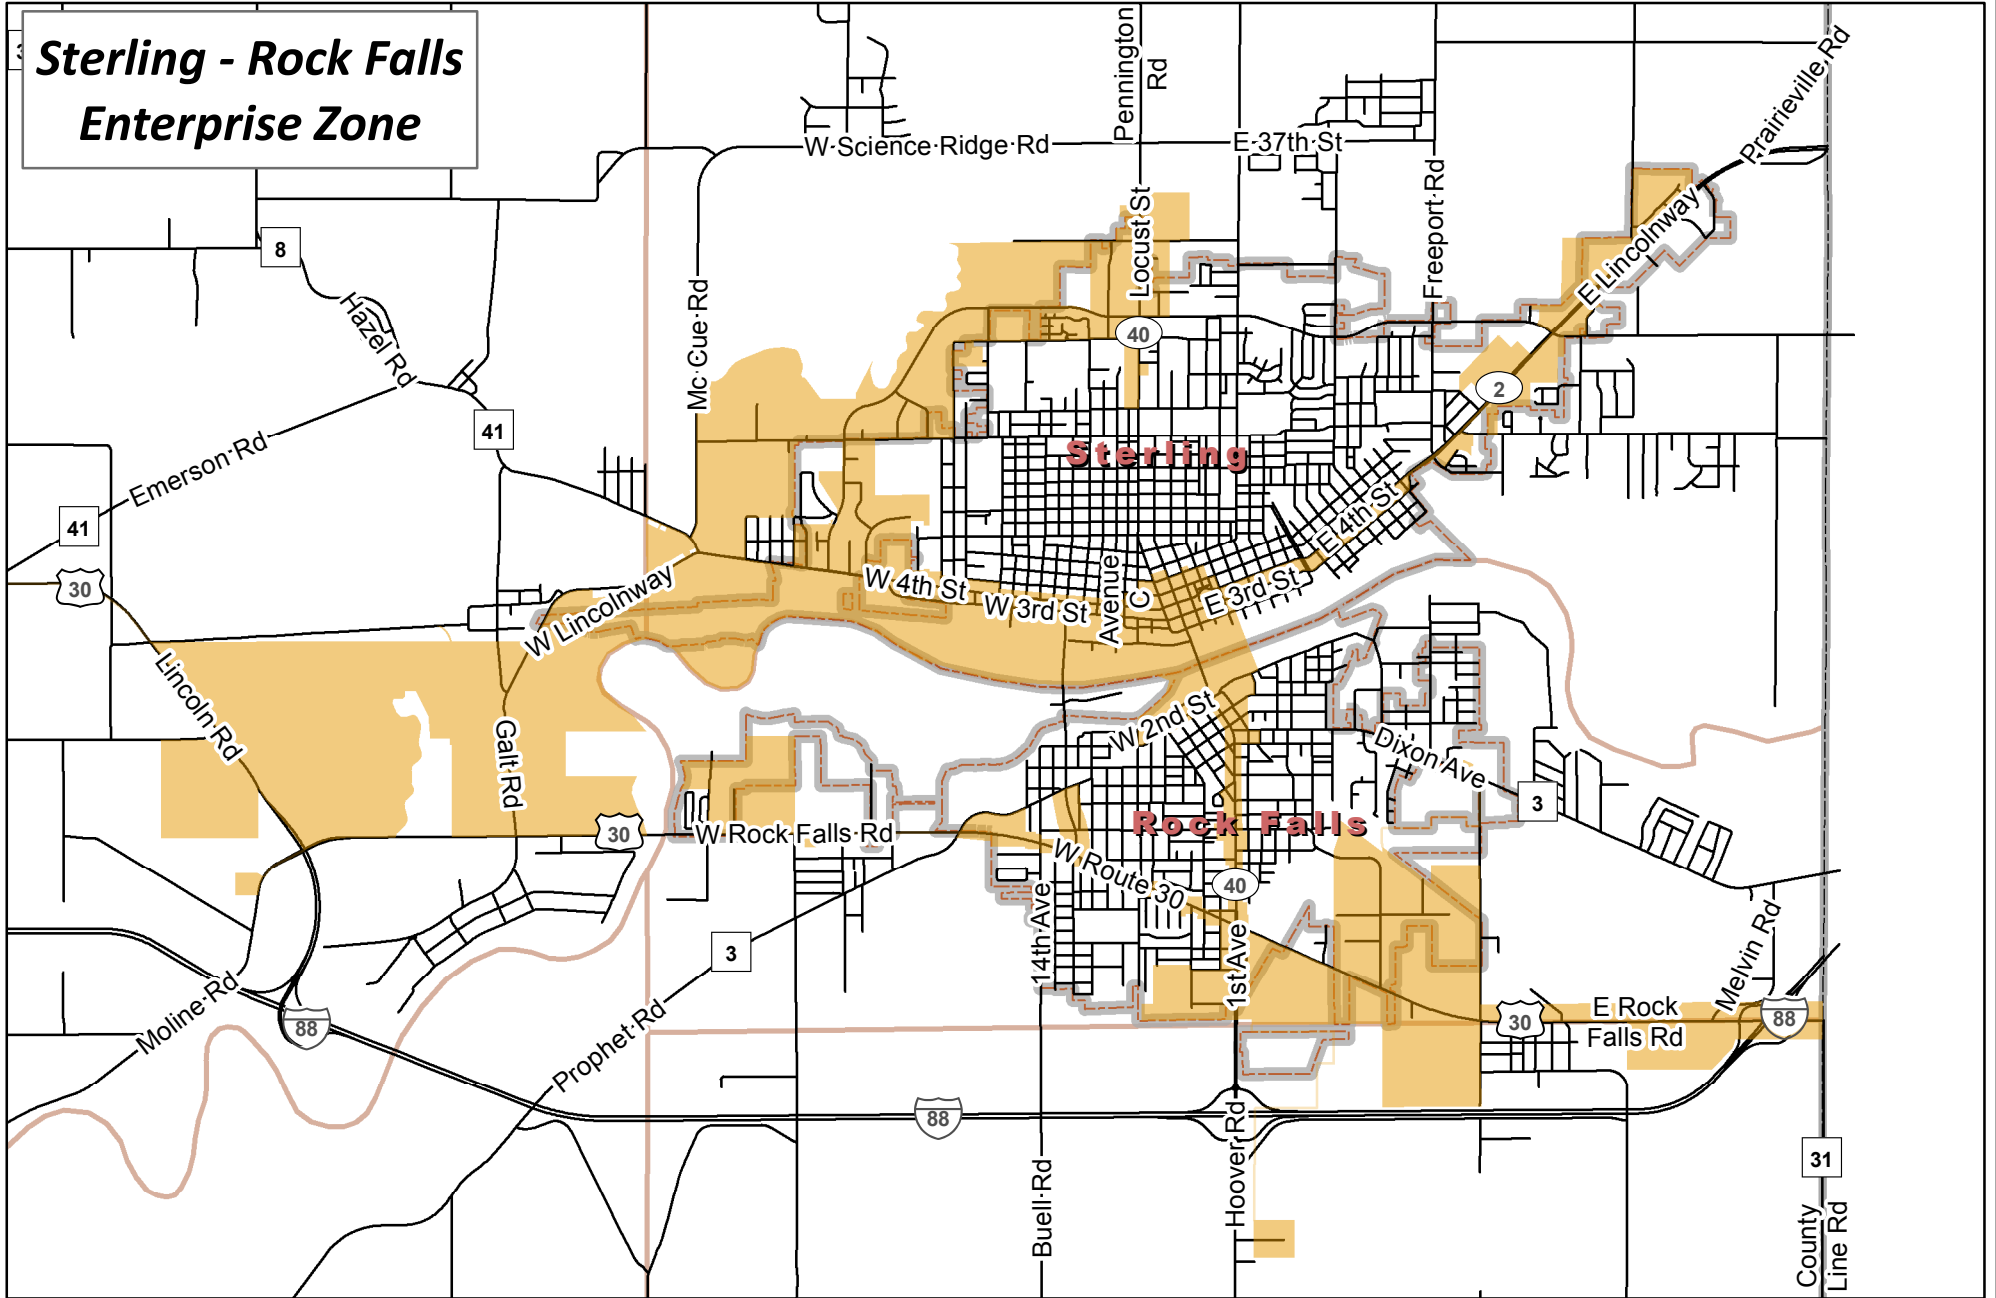 Sterling - Rock Falls
Enterprise Zone
Pennington
Rd
Prairieville Rd
W Science Ridge Rd
E 37th St
Freeport Rd
Locust St
E Lincolnway
8
Hazel Rd
Mc Cue Rd
40
2
41
Emerson Rd
Sterling
41
30
E 4th St
W Lincolnway
W 4th St
W 3rd St
Avenue
C
E 3rd St
Lincoln Rd
Galt Rd
W 2nd St
Dixon Ave
3
30
W Rock Falls Rd
Rock Falls
W Route 30
40
14th Ave
1st Ave
Melvin Rd
3
Moline Rd
88
Prophet Rd
30
E Rock
Falls Rd
88
88
Buell Rd
Hoover Rd
31
County
Line Rd